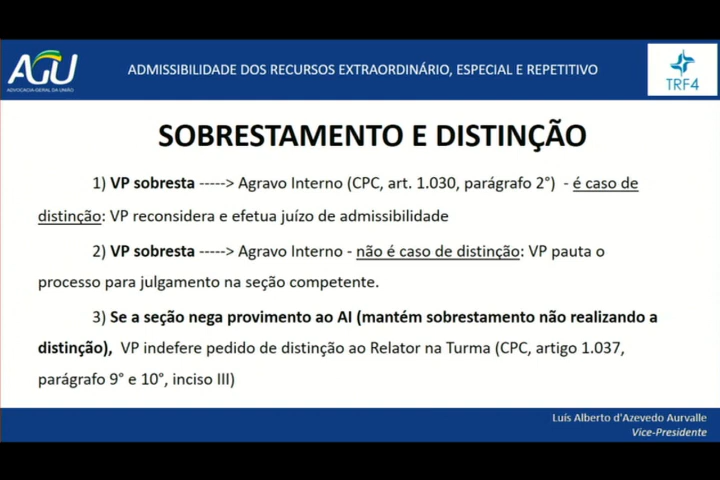 AGU
ADVOCACIA-GERAL DA UNIÃO
ADMISSIBILIDADE DOS RECURSOS EXTRAORDINÁRIO, ESPECIAL E REPETITIVO
TRF4
SOBRESTAMENTO E DISTINÇÃO
1) VP sobresta -----> Agravo Interno (CPC, art. 1.030, parágrafo 2°) - é caso de
distinção: VP reconsidera e efetua juízo de admissibilidade
2) VP sobresta -----> Agravo Interno - não é caso de distinção: VP pauta o
processo para julgamento na seção competente.
3) Se a seção nega provimento ao AI (mantém sobrestamento não realizando a
distinção), VP indefere pedido de distinção ao Relator na Turma (CPC, artigo 1.037,
parágrafo 9° e 10°, inciso III)
Luís Alberto d'Azevedo Aurvalle
Vice-Presidente